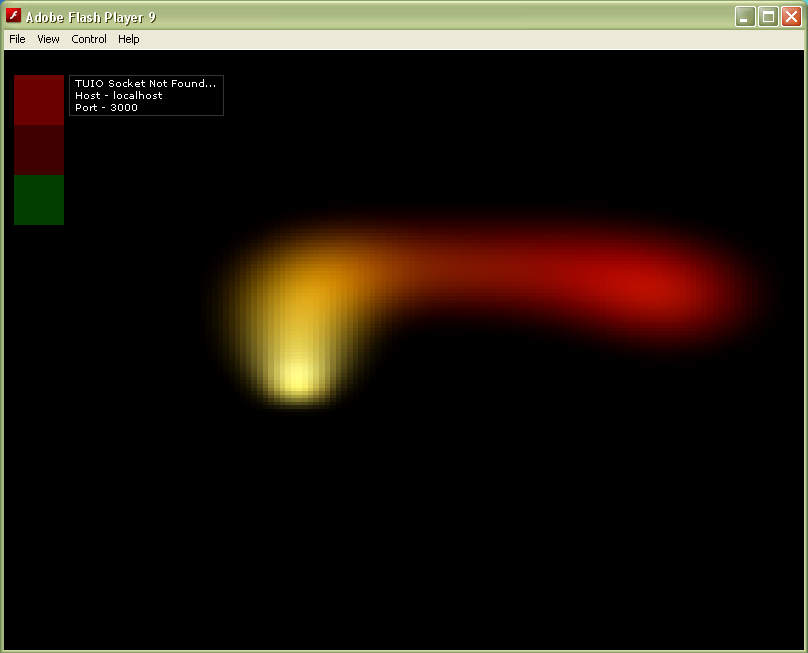 Adobe Flash Player 9
File View Control Help
TUIO Socket Not Found...
Host - localhost
Port - 3000